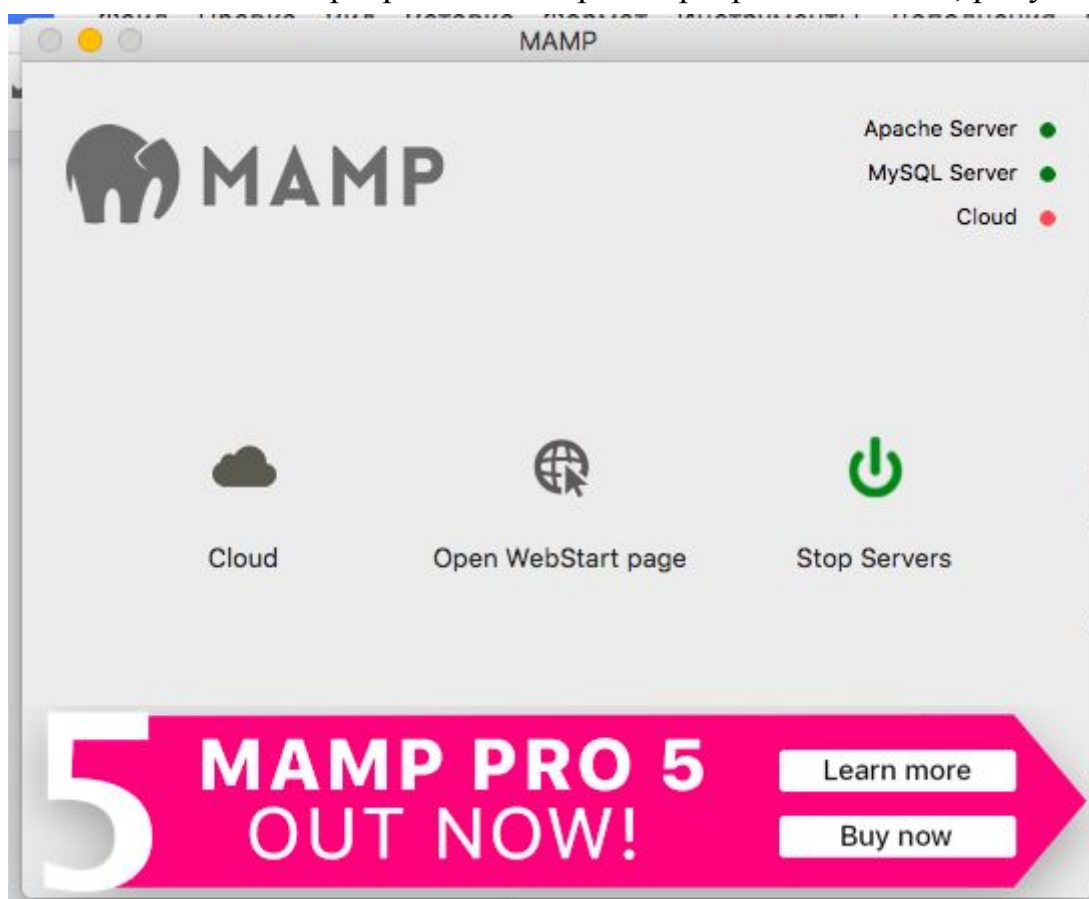 MAMP
MAMP
Apache Server
MySQL Server
Cloud
Cloud
Open WebStart page
Stop Servers
5
MAMP PRO 5
OUT NOW!
Learn more
Buy now